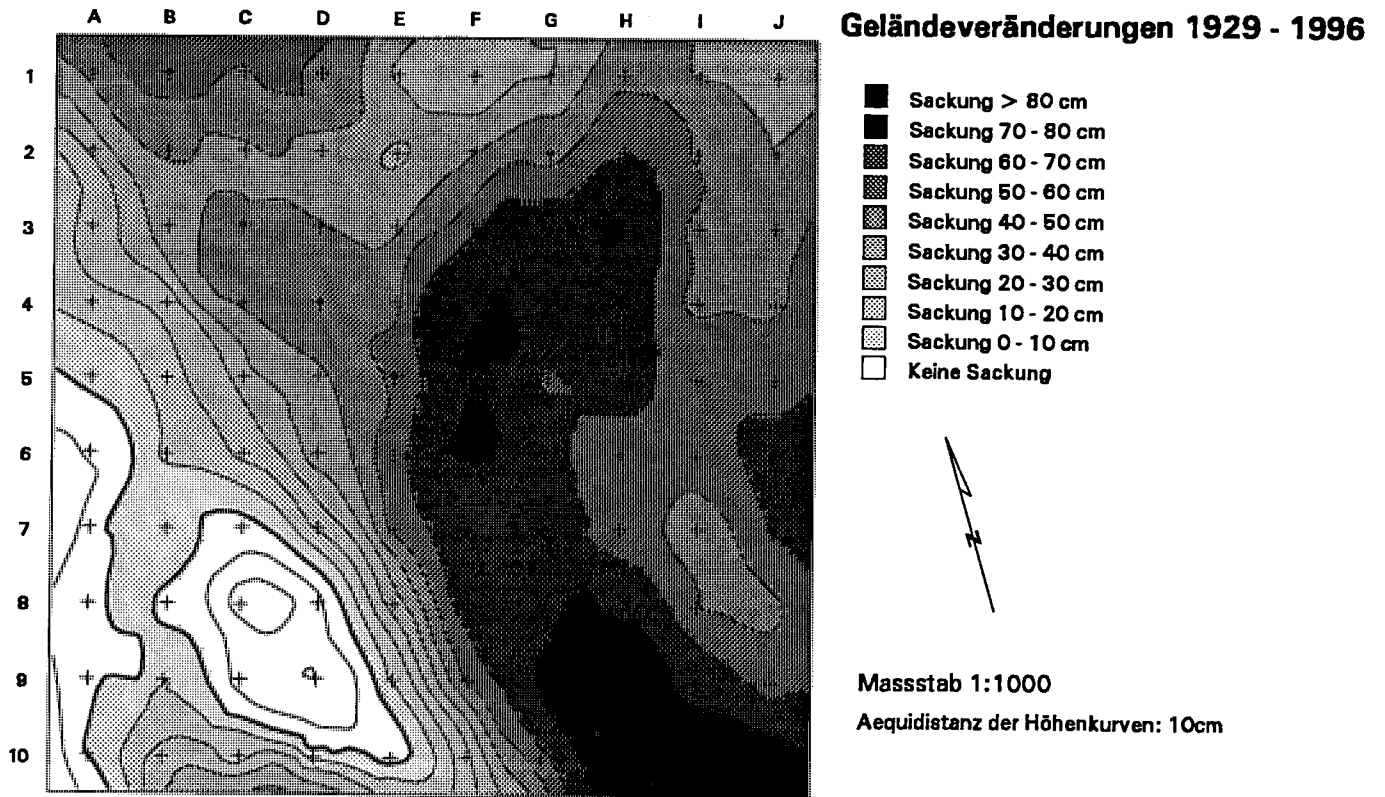 A B C D E F G H I J
Geländeveränderungen 1929 - 1996
1
2
3
4
5
6
7
8
9
10
Sackung > 80 cm
Sackung 70 - 80 cm
Sackung 60 - 70 cm
Sackung 50 - 60 cm
Sackung 40 - 50 cm
Sackung 30 - 40 cm
Sackung 20 - 30 cm
Sackung 10 - 20 cm
Sackung 0 - 10 cm
Keine Sackung
N
Massstab 1:1000
Aequidistanz der Höhenkurven: 10cm